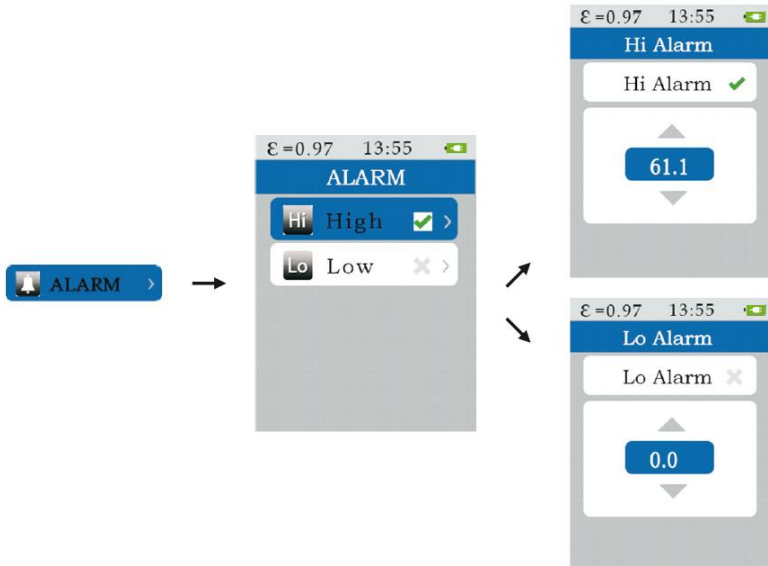 ALARM
ε=0.97 13:55
ALARM
Hi High
Lo Low
ε=0.97 13:55
Hi Alarm
Hi Alarm
61.1
ε=0.97 13:55
Lo Alarm
Lo Alarm
0.0